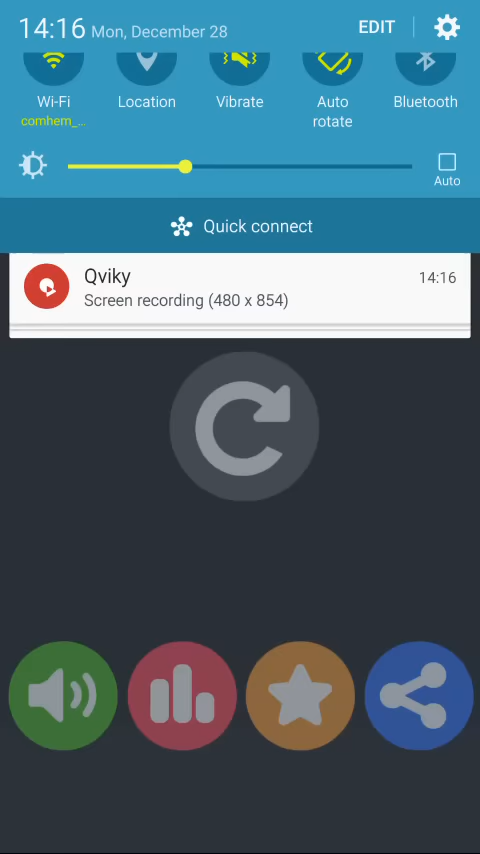 14:16 Mon, December 28 EDIT
Wi-Fi Location Vibrate Auto rotate Bluetooth
comhem_...
Auto
Quick connect
Qviky 14:16
Screen recording (480 x 854)